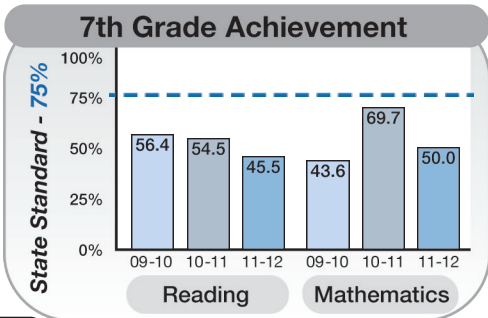 7th Grade Achievement
State Standard - 75%
100%
75%
50%
25%
0%
56.4
54.5
45.5
43.6
69.7
50.0
09-10 10-11 11-12 09-10 10-11 11-12
Reading Mathematics